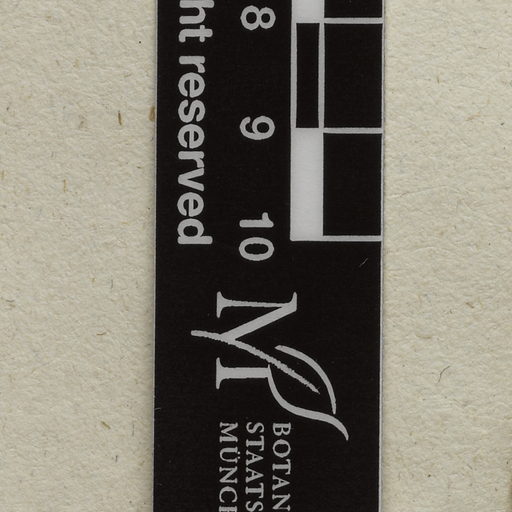 ht reserved
8
9
10
M
BOTAN
STAATS
MÜNCH